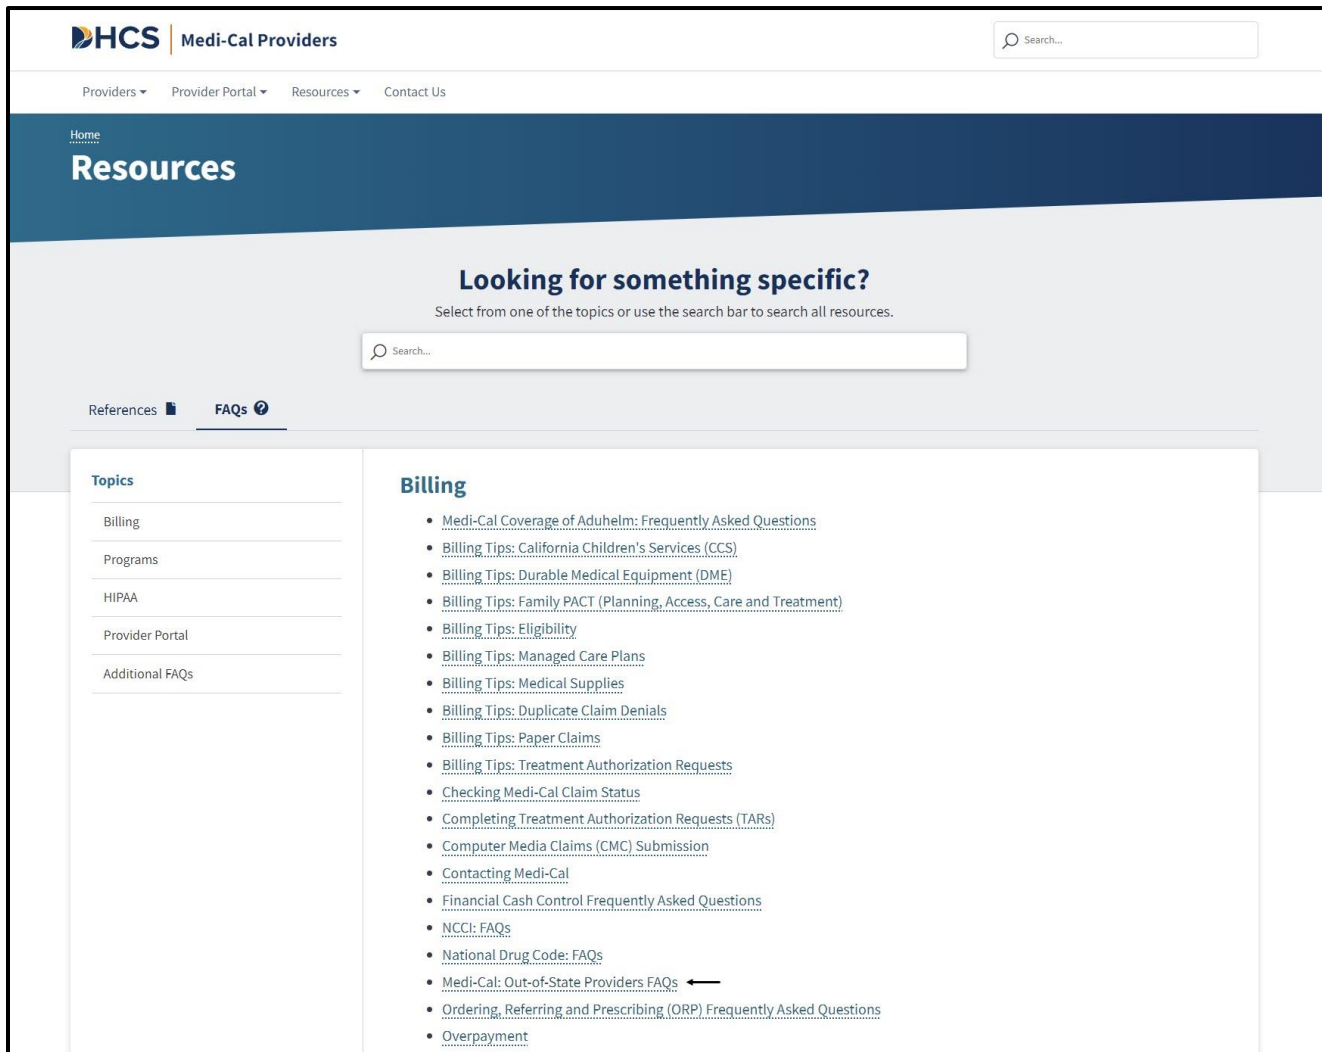 DHCS | Medi-Cal Providers
Search...
Providers
Provider Portal
Resources
Contact Us
Home
Resources
Looking for something specific?
Select from one of the topics or use the search bar to search all resources.
Search...
References
FAQs
Topics
Billing
Programs
HIPAA
Provider Portal
Additional FAQs
Billing
Medi-Cal Coverage of Aduhelm: Frequently Asked Questions
Billing Tips: California Children's Services (CCS)
Billing Tips: Durable Medical Equipment (DME)
Billing Tips: Family PACT (Planning, Access, Care and Treatment)
Billing Tips: Eligibility
Billing Tips: Managed Care Plans
Billing Tips: Medical Supplies
Billing Tips: Duplicate Claim Denials
Billing Tips: Paper Claims
Billing Tips: Treatment Authorization Requests
Checking Medi-Cal Claim Status
Completing Treatment Authorization Requests (TARs)
Computer Media Claims (CMC) Submission
Contacting Medi-Cal
Financial Cash Control Frequently Asked Questions
NCCI: FAQs
National Drug Code: FAQs
Medi-Cal: Out-of-State Providers FAQs
Ordering, Referring and Prescribing (ORP) Frequently Asked Questions
Overpayment